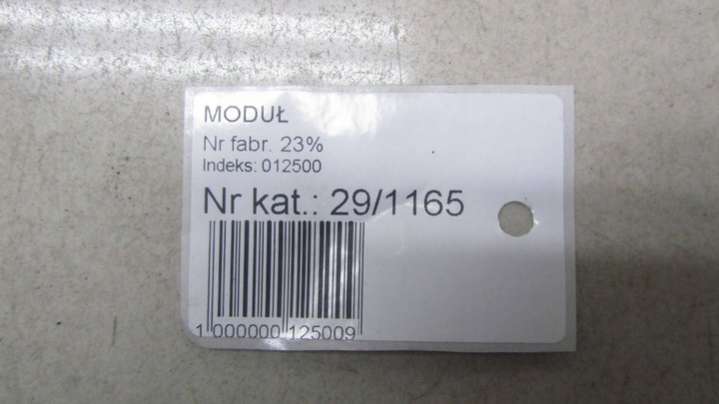 MODUŁ
Nr fabr. 23%
Indeks: 012500
Nr kat.: 29/1165
1 000000 125009